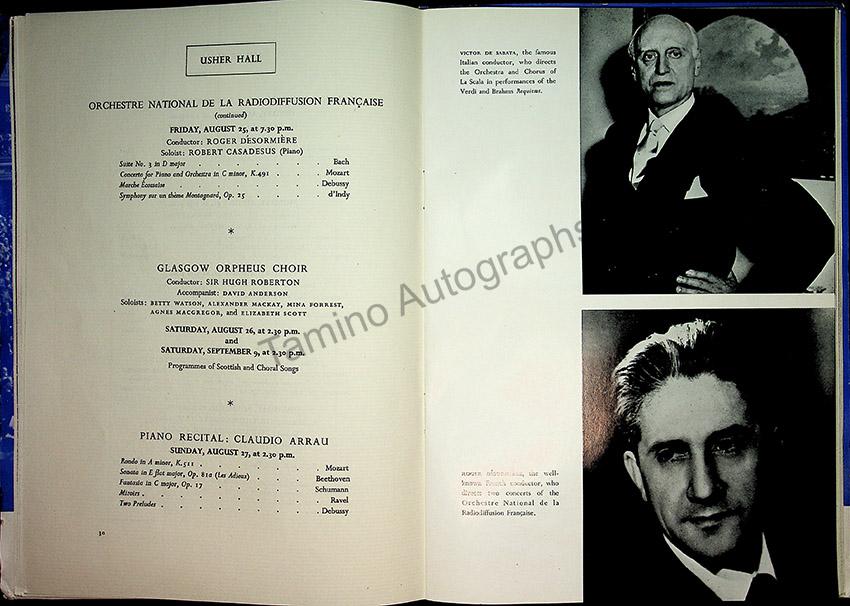 USHER HALL
ORCHESTRE NATIONAL DE LA RADIODIFFUSION FRANÇAISE
(continued)
FRIDAY, AUGUST 25, at 7.30 p.m.
Conductor: ROGER DÉSORMIÈRE
Soloist: ROBERT CASADESUS (Piano)
Suite No. 3 in D major . . . . . . . Bach
Concerto for Piano and Orchestra in C minor, K.491 . . . Mozart
Marche Écossaise . . . . . . . . Debussy
Symphony sur un thème Montagnard, Op. 25 . . . . d'Indy
*
GLASGOW ORPHEUS CHOIR
Conductor: SIR HUGH ROBERTON
Accompanist: DAVID ANDERSON
Soloists: BETTY WATSON, ALEXANDER MACKAY, MINA FORREST,
AGNES MACGREGOR, and ELIZABETH SCOTT
SATURDAY, AUGUST 26, at 2.30 p.m.
and
SATURDAY, SEPTEMBER 9, at 2.30 p.m.
Programmes of Scottish and Choral Songs
*
PIANO RECITAL: CLAUDIO ARRAU
SUNDAY, AUGUST 27, at 2.30 p.m.
Rondo in A minor, K.511 . . . . . . . Mozart
Sonata in E flat major, Op. 81a (Les Adieux) . . . . Beethoven
Fantasia in C major, Op. 17 . . . . . . Schumann
Miroirs . . . . . . . . . Ravel
Two Preludes . . . . . . . . Debussy
30
VICTOR DE SABATA, the famous
Italian conductor, who directs
the Orchestra and Chorus of
La Scala in performances of the
Verdi and Brahms Requiems.
ROGER DÉSORMIÈRE, the well-
known French conductor, who
directs two concerts of the
Orchestre National de la
Radiodiffusion Française.
Tamino Autographs